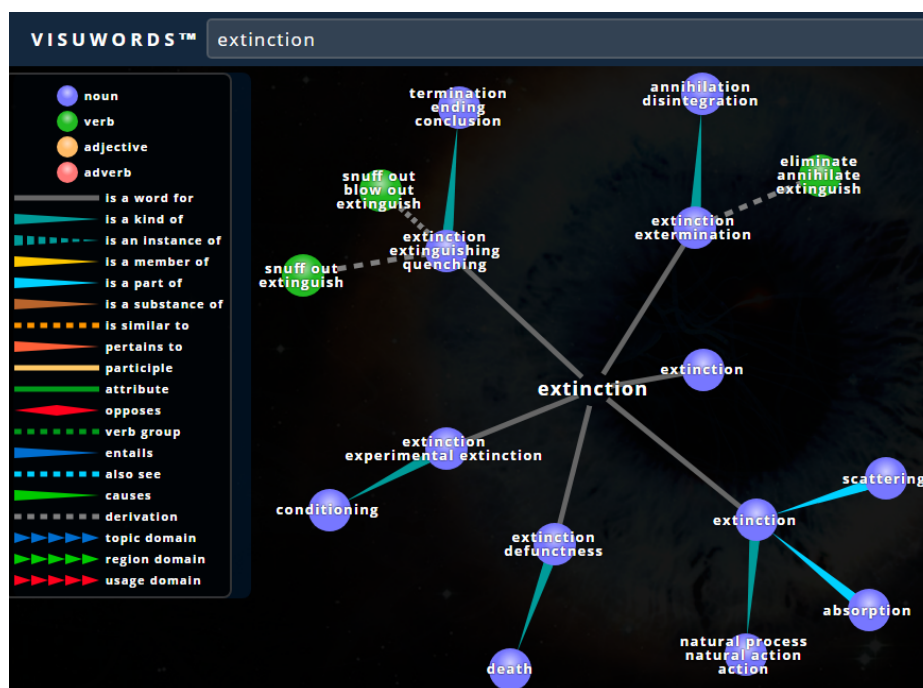 VISUWORDS™
extinction
noun
verb
adjective
adverb
is a word for
is a kind of
is an instance of
is a member of
is a part of
is a substance of
is similar to
pertains to
participle
attribute
opposes
verb group
entails
also see
causes
derivation
topic domain
region domain
usage domain
termination
ending
conclusion
annihilation
disintegration
snuff out
blow out
extinguish
eliminate
annihilate
extinguish
extinction
extinguishing
quenching
extinction
extermination
snuff out
extinguish
extinction
extinction
extinction
experimental extinction
scattering
conditioning
extinction
extinction
defunctness
absorption
natural process
natural action
action
death